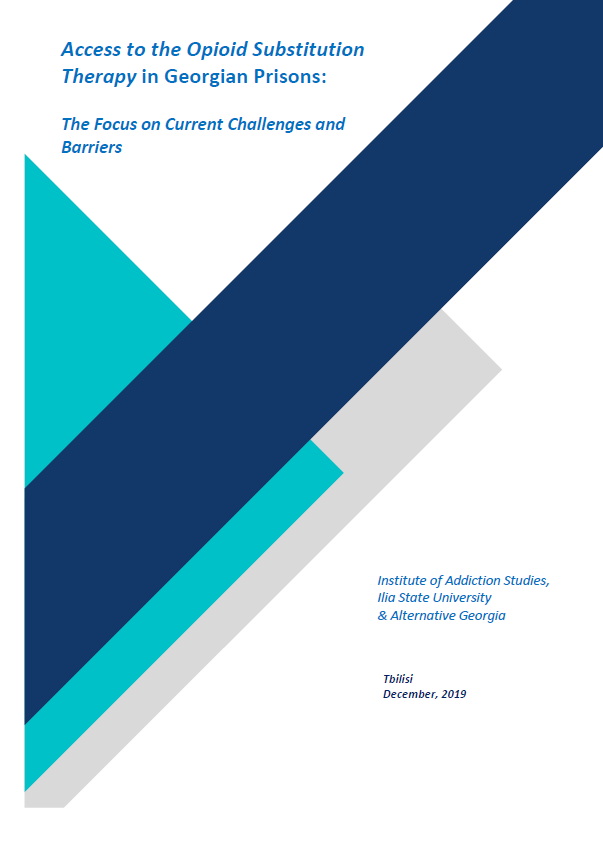 Access to the Opioid Substitution
Therapy in Georgian Prisons:
The Focus on Current Challenges and
Barriers
Institute of Addiction Studies,
Ilia State University
& Alternative Georgia
Tbilisi
December, 2019